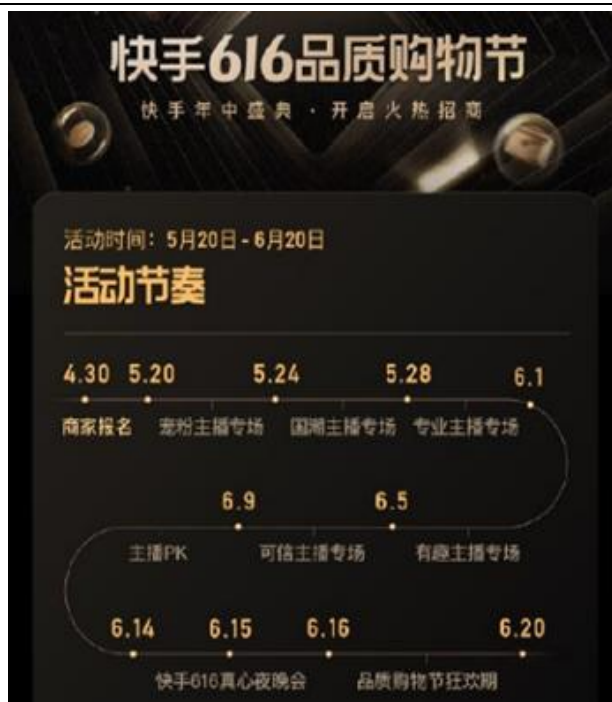 快手616品质购物节
快手年中盛典·开启火热招商
活动时间：5月20日-6月20日
活动节奏
4.30 5.20 5.24 5.28 6.1
商家报名 宠粉主播专场 国潮主播专场 专业主播专场
6.9 6.5
主播PK 可信主播专场 有趣主播专场
6.14 6.15 6.16 6.20
快手616真心夜晚会 品质购物节狂欢期